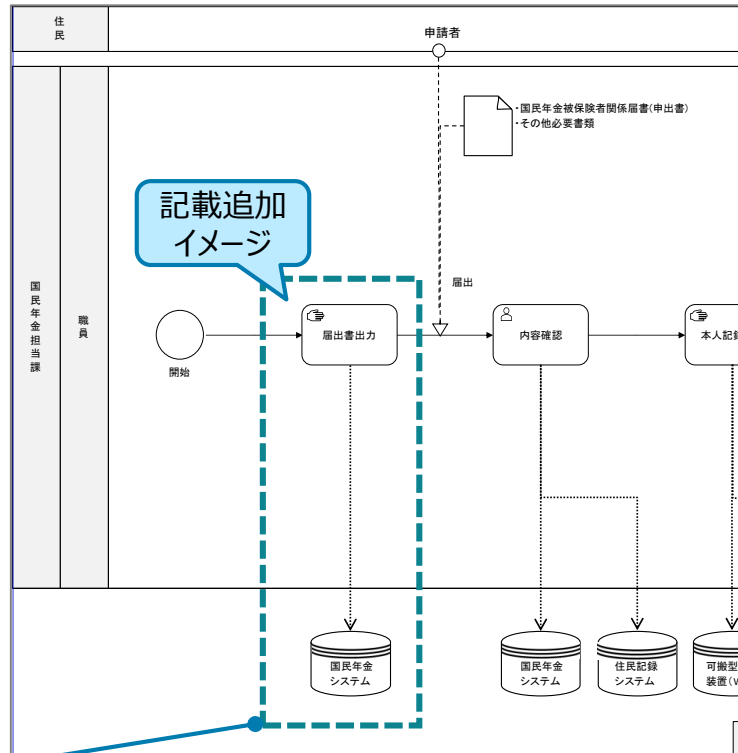 住
民
申請者
・国民年金被保険者関係届書(申出書)
・その他必要書類
記載追加
イメージ
国民年金担当課
職員
届出
開始
届出書出力
内容確認
本人記録
国民年金
システム
国民年金
システム
住民記録
システム
可搬型
装置(W